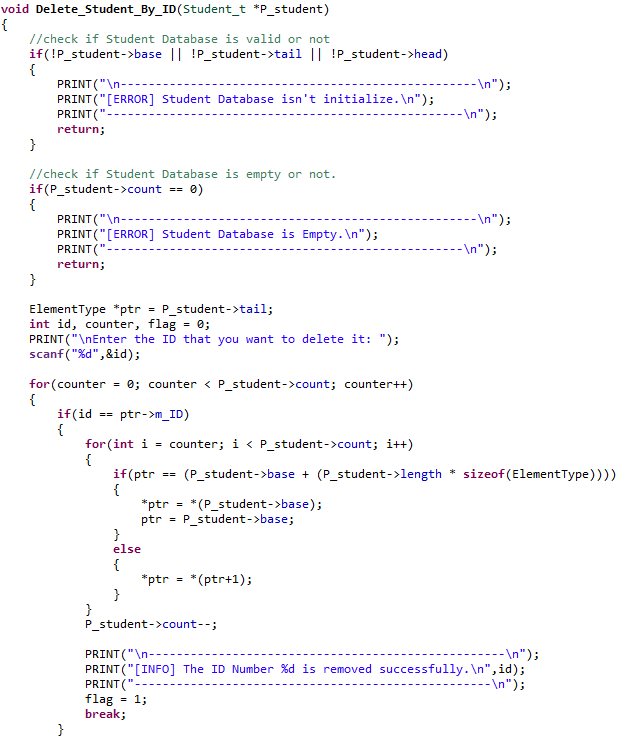 void Delete_Student_By_ID(Student_t *P_student)
{
    //check if Student Database is valid or not
    if(!P_student->base || !P_student->tail || !P_student->head)
    {
        PRINT("\n---------------------------------------------------\n");
        PRINT("[ERROR] Student Database isn't initialize.\n");
        PRINT("---------------------------------------------------\n");
        return;
    }

    //check if Student Database is empty or not.
    if(P_student->count == 0)
    {
        PRINT("\n---------------------------------------------------\n");
        PRINT("[ERROR] Student Database is Empty.\n");
        PRINT("---------------------------------------------------\n");
        return;
    }

    ElementType *ptr = P_student->tail;
    int id, counter, flag = 0;
    PRINT("\nEnter the ID that you want to delete it: ");
    scanf("%d",&id);

    for(counter = 0; counter < P_student->count; counter++)
    {
        if(id == ptr->m_ID)
        {
            for(int i = counter; i < P_student->count; i++)
            {
                if(ptr == (P_student->base + (P_student->length * sizeof(ElementType))))
                {
                    *ptr = *(P_student->base);
                    ptr = P_student->base;
                }
                else
                {
                    *ptr = *(ptr+1);
                }
            }
            P_student->count--;

            PRINT("\n---------------------------------------------------\n");
            PRINT("[INFO] The ID Number %d is removed successfully.\n",id);
            PRINT("---------------------------------------------------\n");
            flag = 1;
            break;
        }